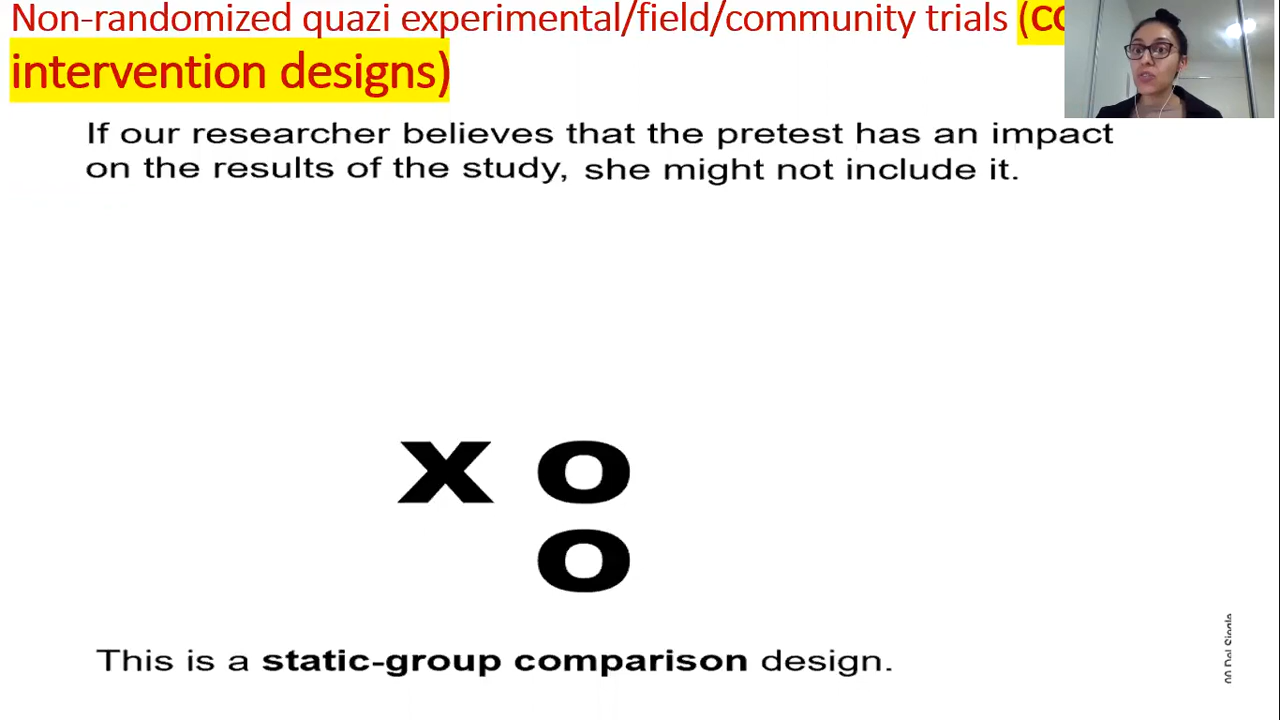 Non-randomized quazi experimental/field/community trials (co
intervention designs)
If our researcher believes that the pretest has an impact
on the results of the study, she might not include it.
X O
O
This is a static-group comparison design.